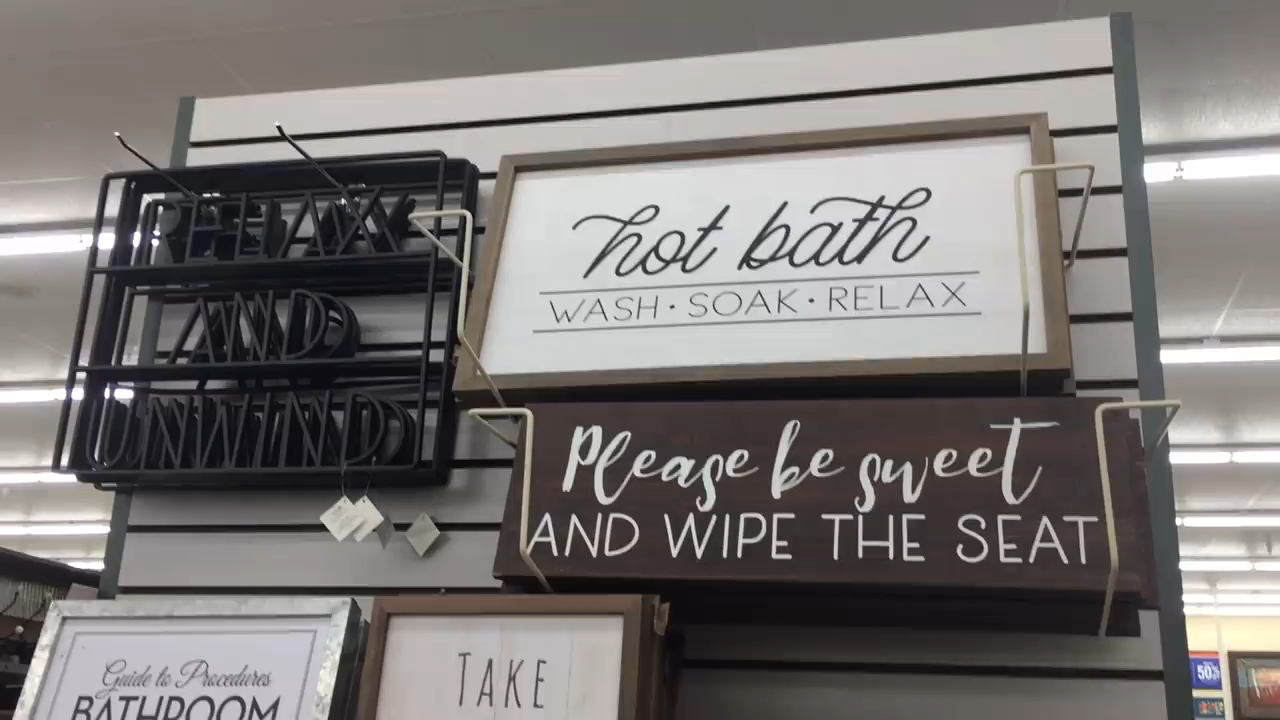 RELAX
AND
UNWIND
hot bath
WASH • SOAK • RELAX
Please be sweet
AND WIPE THE SEAT
Guide to Procedures
BATHROOM
TAKE
50%